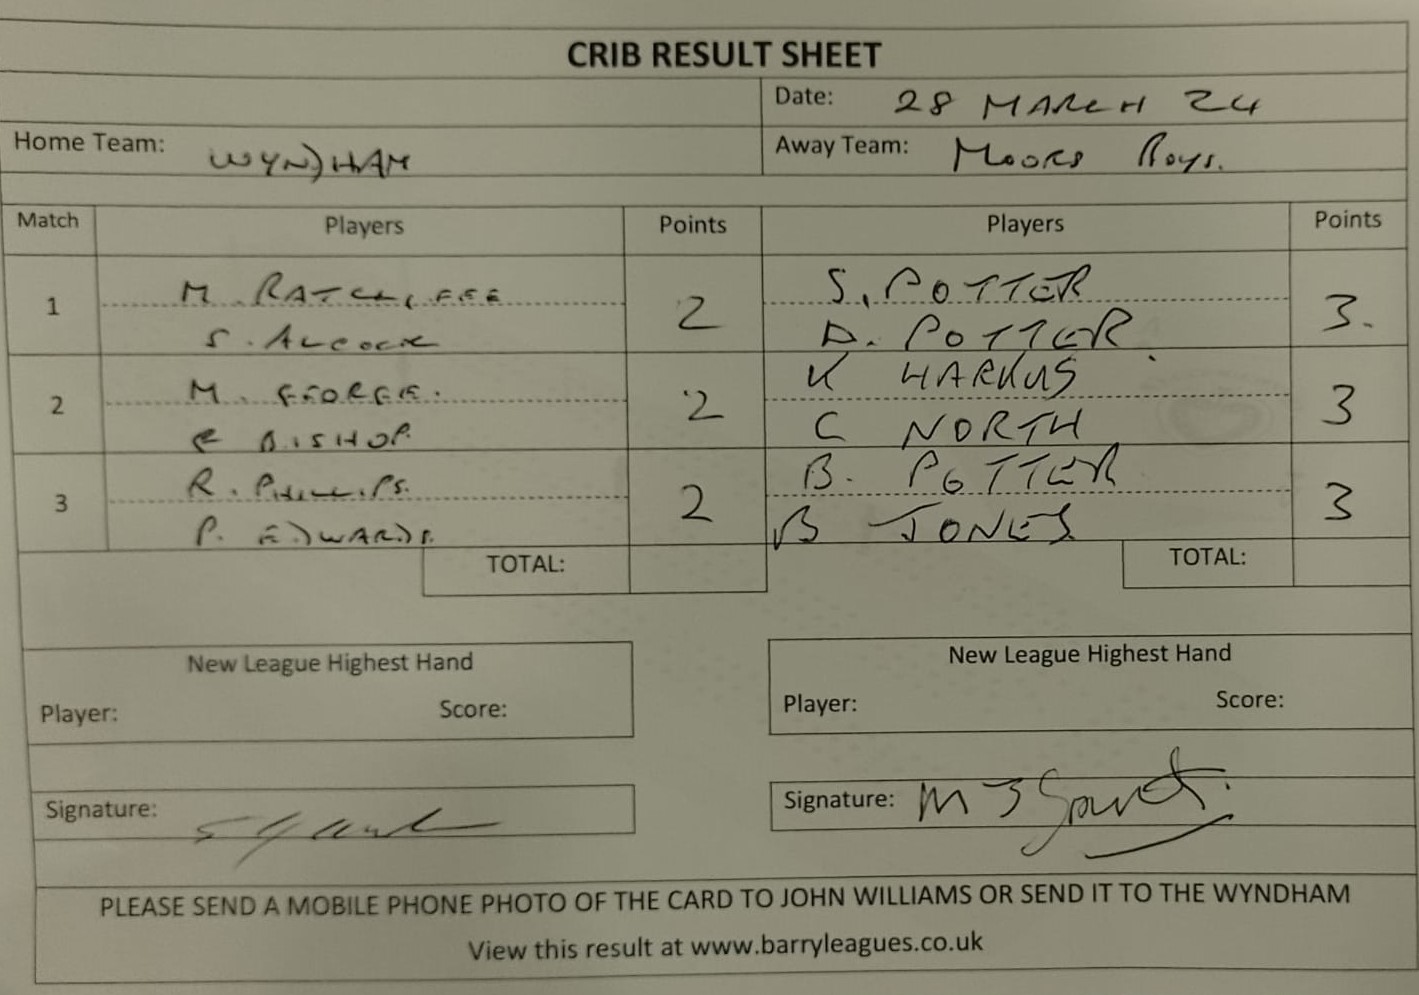 CRIB RESULT SHEET
Date: 28 MARCH 24
Home Team: WYNDHAM
Away Team: MOORS BOYS.
Match Players Points Players Points
M. RATCLIFFE S. POTTER
1 2 3.
S. ALCOCK D. POTTER
M. GEORGE. K HARKUS
2 2 3
C BISHOP. C NORTH
R. PHILLIPS. B. POTTER
3 2 3
P. EDWARDS. B JONES
TOTAL: TOTAL:
New League Highest Hand New League Highest Hand
Player: Score: Player: Score:
Signature: Signature: M J
PLEASE SEND A MOBILE PHONE PHOTO OF THE CARD TO JOHN WILLIAMS OR SEND IT TO THE WYNDHAM
View this result at www.barryleagues.co.uk